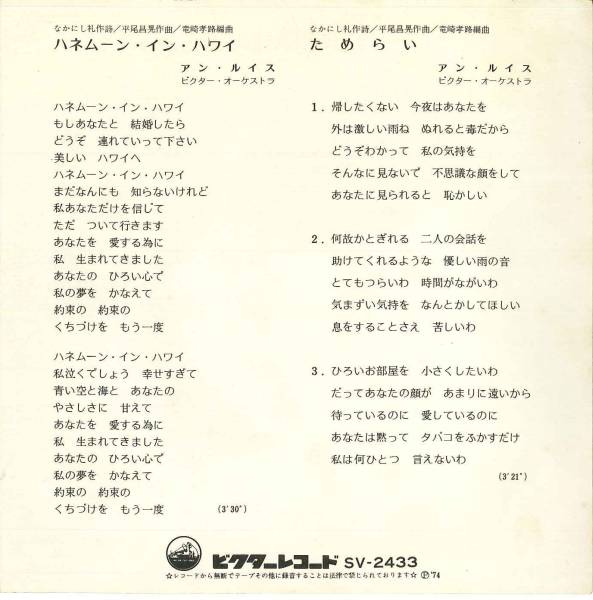 なかにし礼作詩／平尾昌晃作曲／竜崎孝路編曲
ハネムーン・イン・ハワイ
アン・ルイス
ビクター・オーケストラ
ハネムーン・イン・ハワイ
もしあなたと　結婚したら
どうぞ　連れていって下さい
美しい　ハワイへ
ハネムーン・イン・ハワイ
まだなんにも　知らないけれど
私あなただけを信じて
ただ　ついて行きます
あなたを　愛する為に
私　生まれてきました
あなたの　ひろい心で
私の夢を　かなえて
約束の　約束の
くちづけを　もう一度
ハネムーン・イン・ハワイ
私泣くでしょう　幸せすぎて
青い空と海と　あなたの
やさしさに　甘えて
あなたを　愛する為に
私　生まれてきました
あなたの　ひろい心で
私の夢を　かなえて
約束の　約束の
くちづけを　もう一度　(3'30")
なかにし礼作詩／平尾昌晃作曲／竜崎孝路編曲
ためらい
アン・ルイス
ビクター・オーケストラ
1．帰したくない　今夜はあなたを
外は激しい雨ね　ぬれると毒だから
どうぞわかって　私の気持を
そんなに見ないで　不思議な顔をして
あなたに見られると　恥かしい
2．何故かとぎれる　二人の会話を
助けてくれるような　優しい雨の音
とてもつらいわ　時間がながいわ
気まずい気持を　なんとかしてほしい
息をすることさえ　苦しいわ
3．ひろいお部屋を　小さくしたいわ
だってあなたの顔が　あまりに遠いから
待っているのに　愛しているのに
あなたは黙って　タバコをふかすだけ
私は何ひとつ　言えないわ
(3'21")
ビクターレコード SV-2433
☆レコードから無断でテープその他に録音することは法律で禁じられております☆ Ⓟ'74